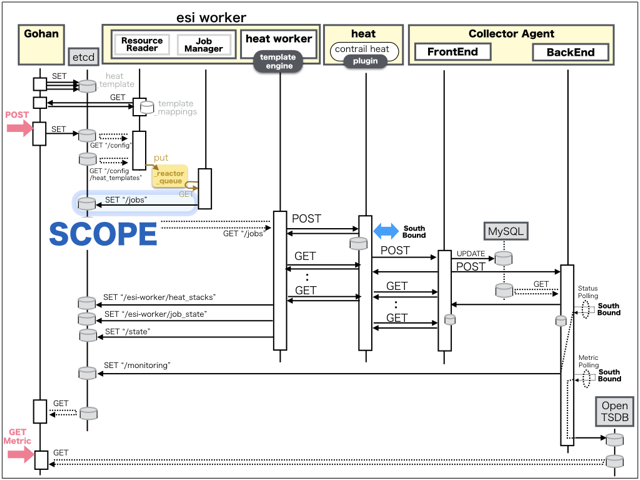 esi worker
Gohan
etcd
Resource
Reader
Job
Manager
heat worker
template
engine
heat
contrail heat
plugin
Collector Agent
FrontEnd
BackEnd
SET
heat
template
GET
template
_mappings
POST
SET
GET "/config"
put
GET "/config
/heat_templates"
_reactor
_queue
GET
SET "/jobs"
SCOPE
GET "/jobs"
POST
South
Bound
MySQL
POST
UPDATE
GET
POST
GET
Status
Polling
:
GET
GET
:
GET
South
Bound
SET "/esi-worker/heat_stacks"
SET "/esi-worker/job_state"
SET "/state"
Metric
Polling
SET "/monitoring"
South
Bound
GET
Open
TSDB
GET
Metric
GET